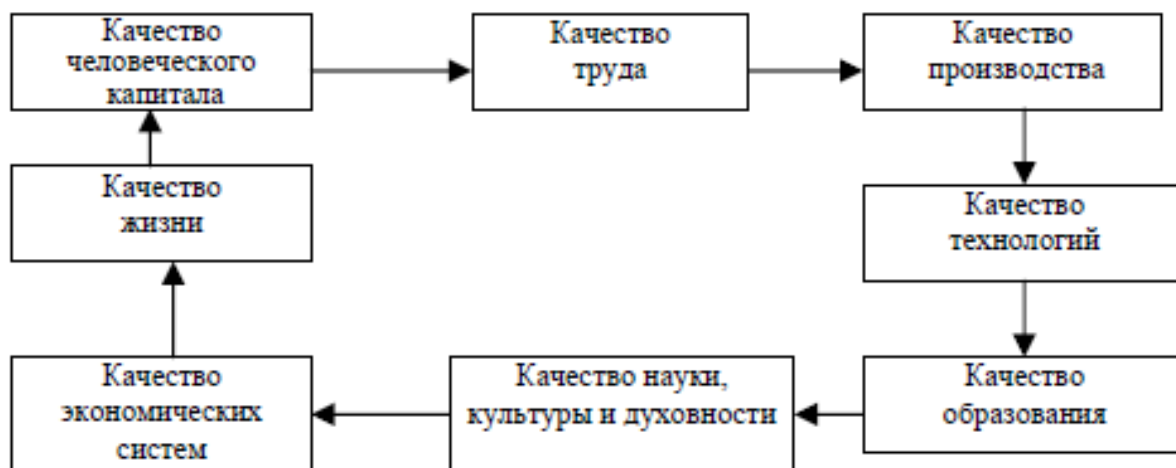 Качество
человеческого
капитала
Качество
труда
Качество
производства
Качество
жизни
Качество
технологий
Качество
экономических
систем
Качество науки,
культуры и духовности
Качество
образования